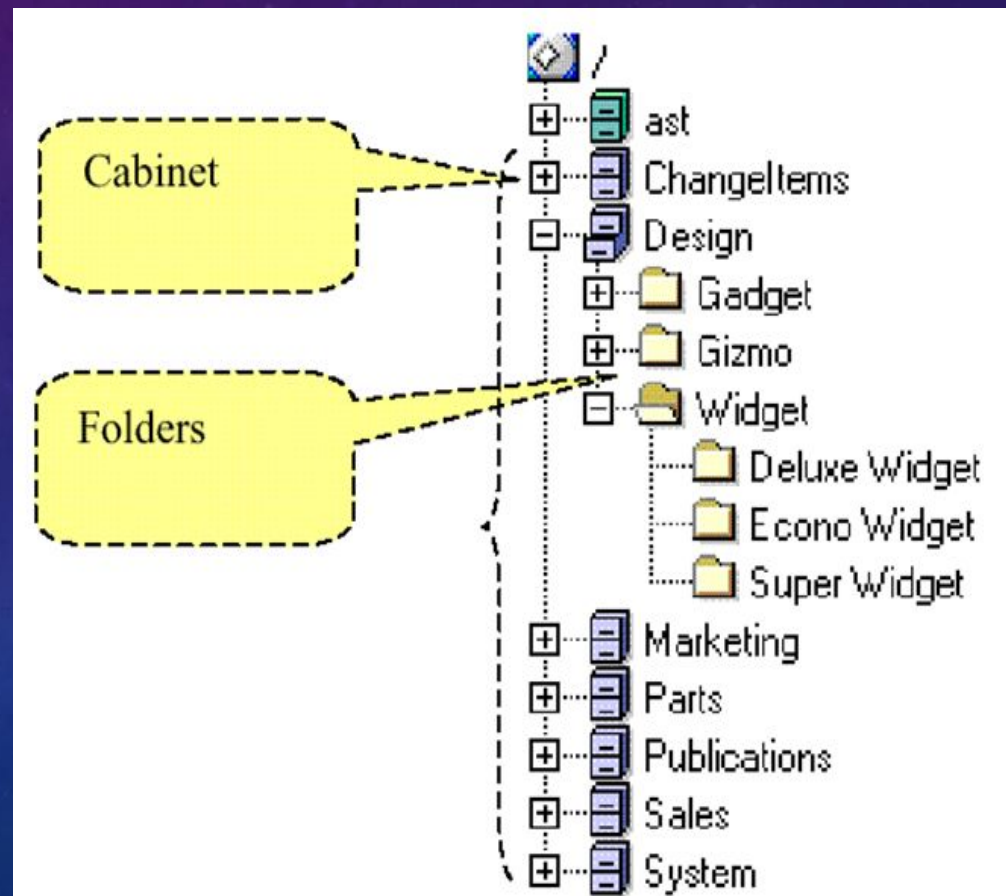 /
ast
Cabinet
ChangeItems
Design
Gadget
Gizmo
Folders
Widget
Deluxe Widget
Econo Widget
Super Widget
Marketing
Parts
Publications
Sales
System